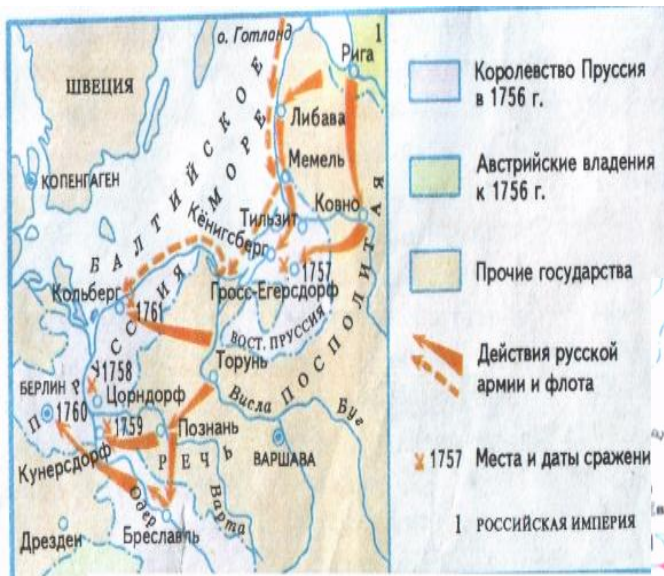 о. Готланд
1
Рига
ШВЕЦИЯ
Либава
Мемель
КОПЕНГАГЕН
БАЛТИЙСКОЕ МОРЕ
Тильзит
Ковно
Кёнигсберг
1757
Гросс-Егерсдорф
Кольберг
1761
ВОСТ. ПРУССИЯ
ПРУССИЯ
1758
Торунь
БЕРЛИН
1760
Цорндорф
Висла
Буг
1759
Познань
Кунерсдорф
РЕЧЬ ПОСПОЛИТАЯ
ВАРШАВА
Одер
Варта
Дрезден
Бреславль
Королевство Пруссия
в 1756 г.
Австрийские владения
к 1756 г.
Прочие государства
Действия русской
армии и флота
1757 Места и даты сражени
1 РОССИЙСКАЯ ИМПЕРИЯ